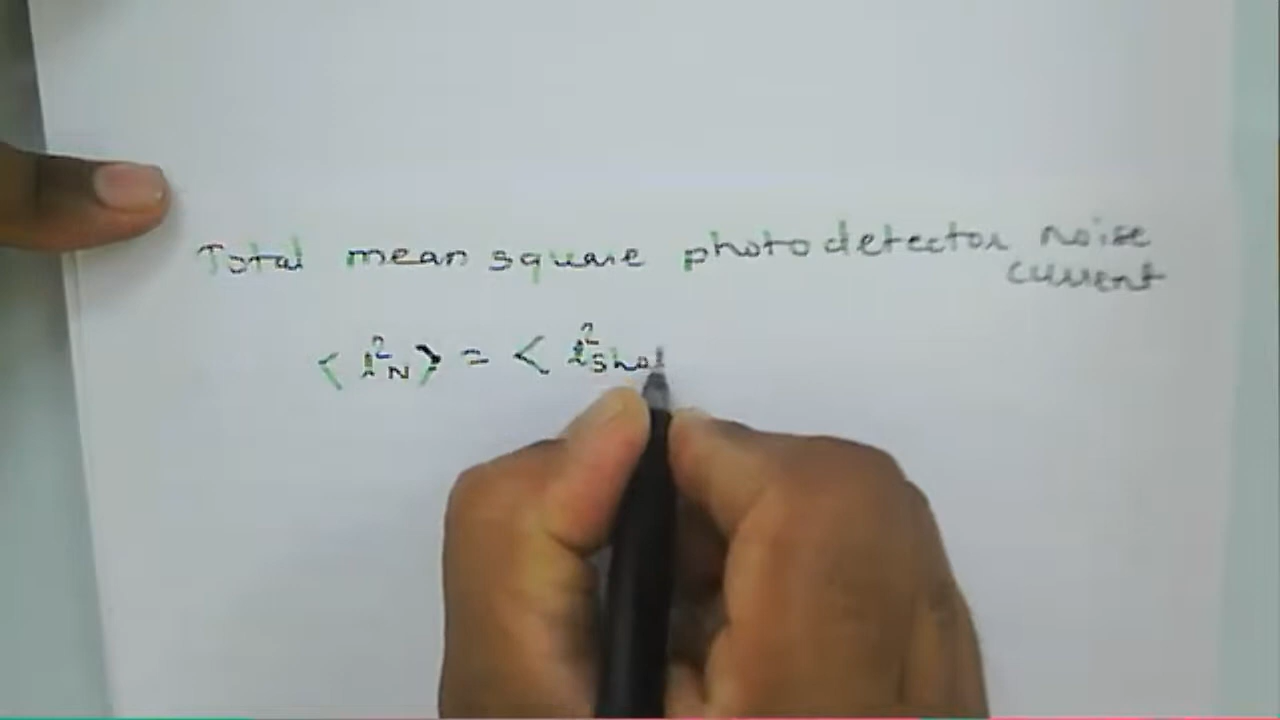 Total mean square photodetector noise
current
< i²N > = < i²Shot